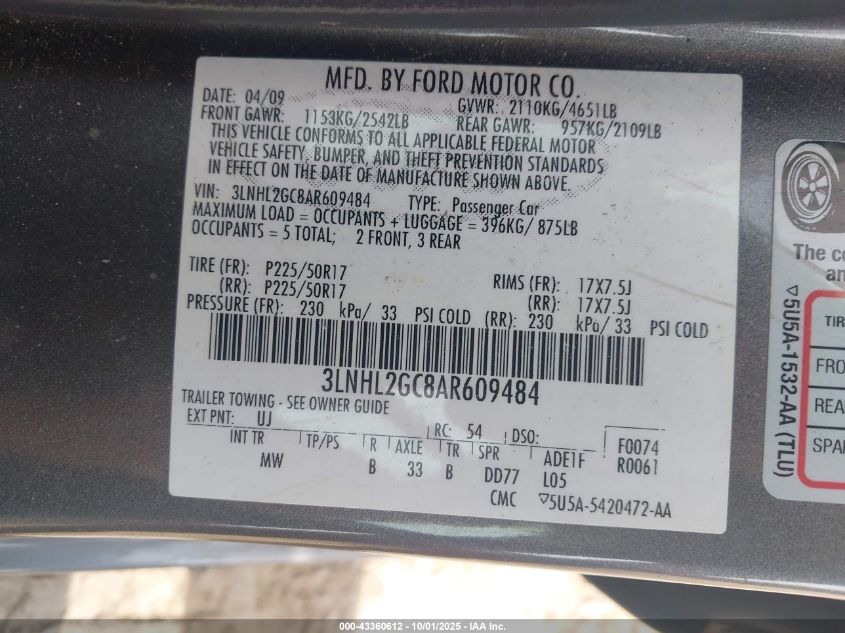 MFD. BY FORD MOTOR CO.
DATE: 04/09 GVWR: 2110KG/4651LB
FRONT GAWR: 1153KG/2542LB REAR GAWR: 957KG/2109LB
THIS VEHICLE CONFORMS TO ALL APPLICABLE FEDERAL MOTOR
VEHICLE SAFETY, BUMPER, AND THEFT PREVENTION STANDARDS
IN EFFECT ON THE DATE OF MANUFACTURE SHOWN ABOVE.
VIN: 3LNHL2GC8AR609484 TYPE: Passenger Car
MAXIMUM LOAD = OCCUPANTS + LUGGAGE = 396KG/ 875LB
OCCUPANTS = 5 TOTAL; 2 FRONT, 3 REAR
TIRE (FR): P225/50R17 RIMS (FR): 17X7.5J
(RR): P225/50R17 (RR): 17X7.5J
PRESSURE (FR): 230 kPa/ 33 PSI COLD (RR): 230 kPa/ 33 PSI COLD
3LNHL2GC8AR609484
TRAILER TOWING - SEE OWNER GUIDE
EXT PNT: UJ RC: 54 DSO: F0074
INT TR TP/PS R AXLE TR SPR ADE1F R0061
MW B 33 B DD77 L05
CMC ▽5U5A-5420472-AA
The co
an
▽5U5A-1532-AA (TLU)
TIR
FRO
REA
SPA
000-43360612 - 10/01/2025 - IAA Inc.